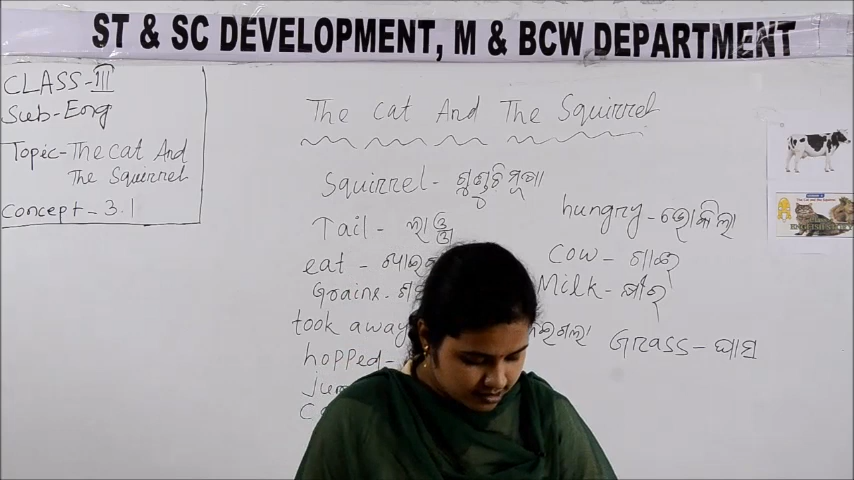 ST & SC DEVELOPMENT, M & BCW DEPARTMENT
CLASS-III
Sub-Eng
Topic-The Cat And
The Squirrel
Concept-3.1
The Cat And The Squirrel
Squirrel- ଗୁଣ୍ଡୁଚିମୂଷା
Tail-
eat-
Grains-
took away
hopped-
hungry-ଭୋକିଲା
Cow-ଗାଈ
Milk-କ୍ଷୀର
Grass-ଘାସ